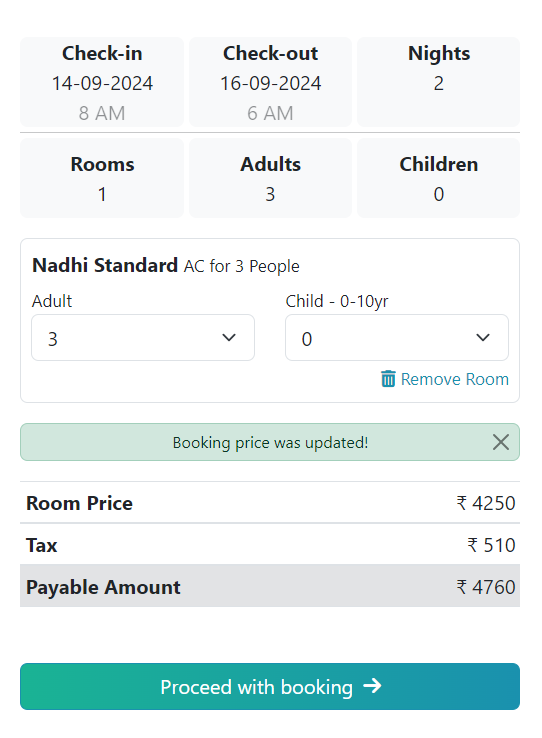 Check-in
14-09-2024
8 AM
Check-out
16-09-2024
6 AM
Nights
2
Rooms
1
Adults
3
Children
0
Nadhi Standard AC for 3 People
Adult
3
Child - 0-10yr
0
Remove Room
Booking price was updated!
Room Price ₹ 4250
Tax ₹ 510
Payable Amount ₹ 4760
Proceed with booking →